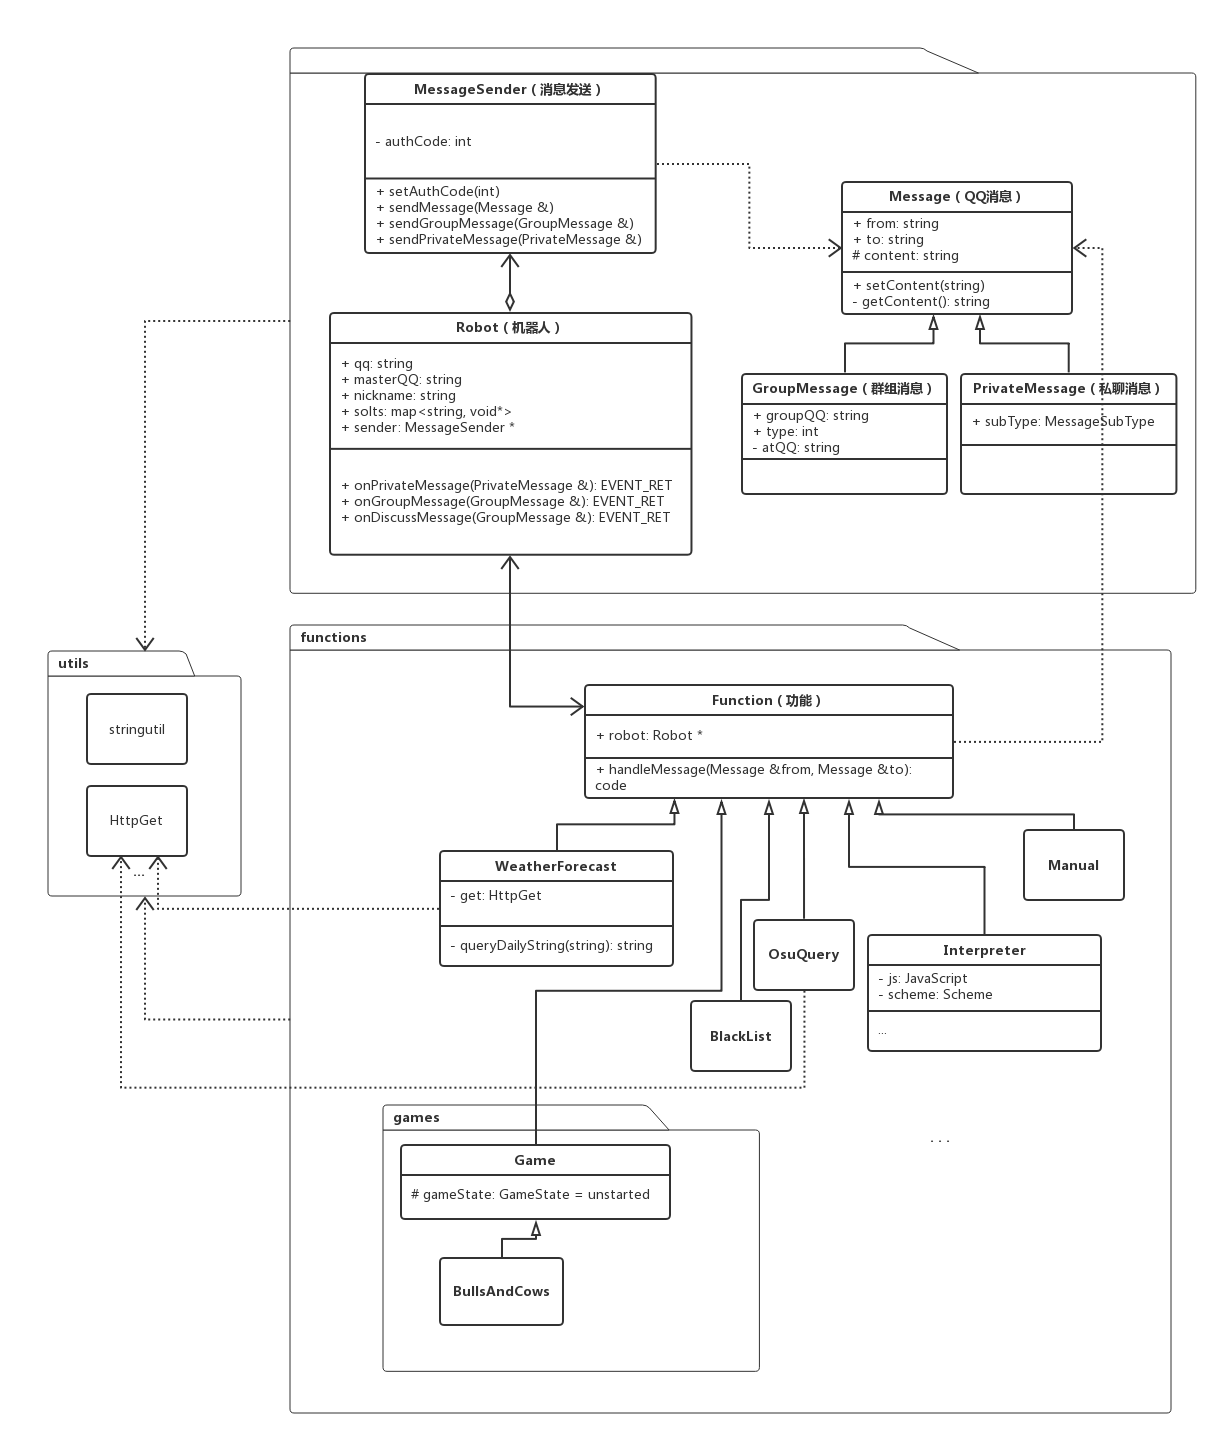 MessageSender（消息发送）
- authCode: int
+ setAuthCode(int)
+ sendMessage(Message &)
+ sendGroupMessage(GroupMessage &)
+ sendPrivateMessage(PrivateMessage &)
Message（QQ消息）
+ from: string
+ to: string
# content: string
+ setContent(string)
- getContent(): string
Robot（机器人）
+ qq: string
+ masterQQ: string
+ nickname: string
+ solts: map<string, void*>
+ sender: MessageSender *
+ onPrivateMessage(PrivateMessage &): EVENT_RET
+ onGroupMessage(GroupMessage &): EVENT_RET
+ onDiscussMessage(GroupMessage &): EVENT_RET
GroupMessage（群组消息）
+ groupQQ: string
+ type: int
- atQQ: string
PrivateMessage（私聊消息）
+ subType: MessageSubType
utils
stringutil
HttpGet
...
functions
Function（功能）
+ robot: Robot *
+ handleMessage(Message &from, Message &to):
code
WeatherForecast
- get: HttpGet
- queryDailyString(string): string
Manual
OsuQuery
Interpreter
- js: JavaScript
- scheme: Scheme
...
BlackList
games
Game
# gameState: GameState = unstarted
BullsAndCows
. . .